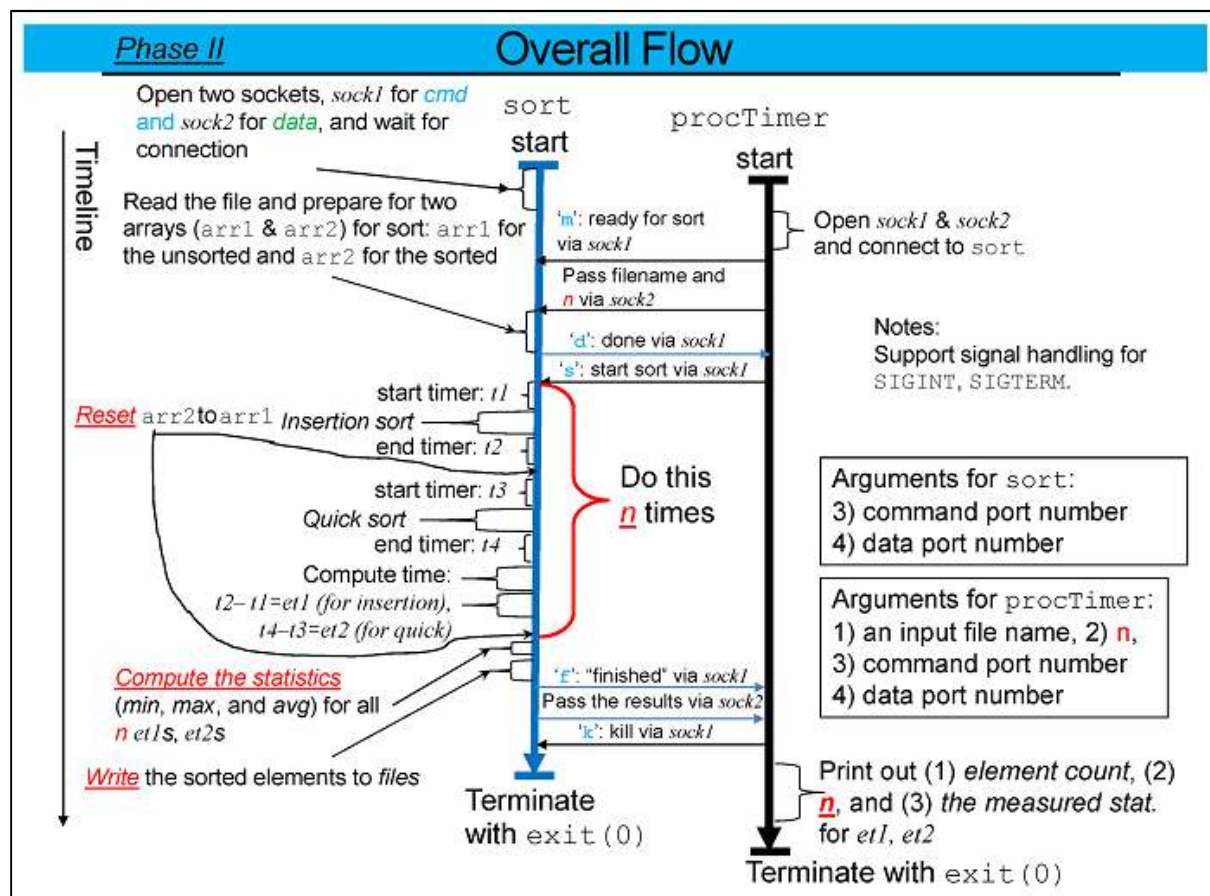 Phase II
Overall Flow
Open two sockets, sock1 for cmd
and sock2 for data, and wait for
connection
Timeline
Read the file and prepare for two
arrays (arr1 & arr2) for sort: arr1 for
the unsorted and arr2 for the sorted
sort
start
procTimer
start
'm': ready for sort
via sock1
Open sock1 & sock2
and connect to sort
Pass filename and
n via sock2
'd': done via sock1
's': start sort via sock1
Notes:
Support signal handling for
SIGINT, SIGTERM.
start timer: t1
Reset arr2 to arr1
Insertion sort
end timer: t2
start timer: t3
Quick sort
end timer: t4
Compute time:
t2– t1=et1 (for insertion),
t4–t3=et2 (for quick)
Do this
n times
Arguments for sort:
3) command port number
4) data port number
Arguments for procTimer:
1) an input file name, 2) n,
3) command port number
4) data port number
Compute the statistics
(min, max, and avg) for all
n et1s, et2s
Write the sorted elements to files
'f': "finished" via sock1
Pass the results via sock2
'k': kill via sock1
Terminate
with exit(0)
Print out (1) element count, (2)
n, and (3) the measured stat.
for et1, et2
Terminate with exit(0)